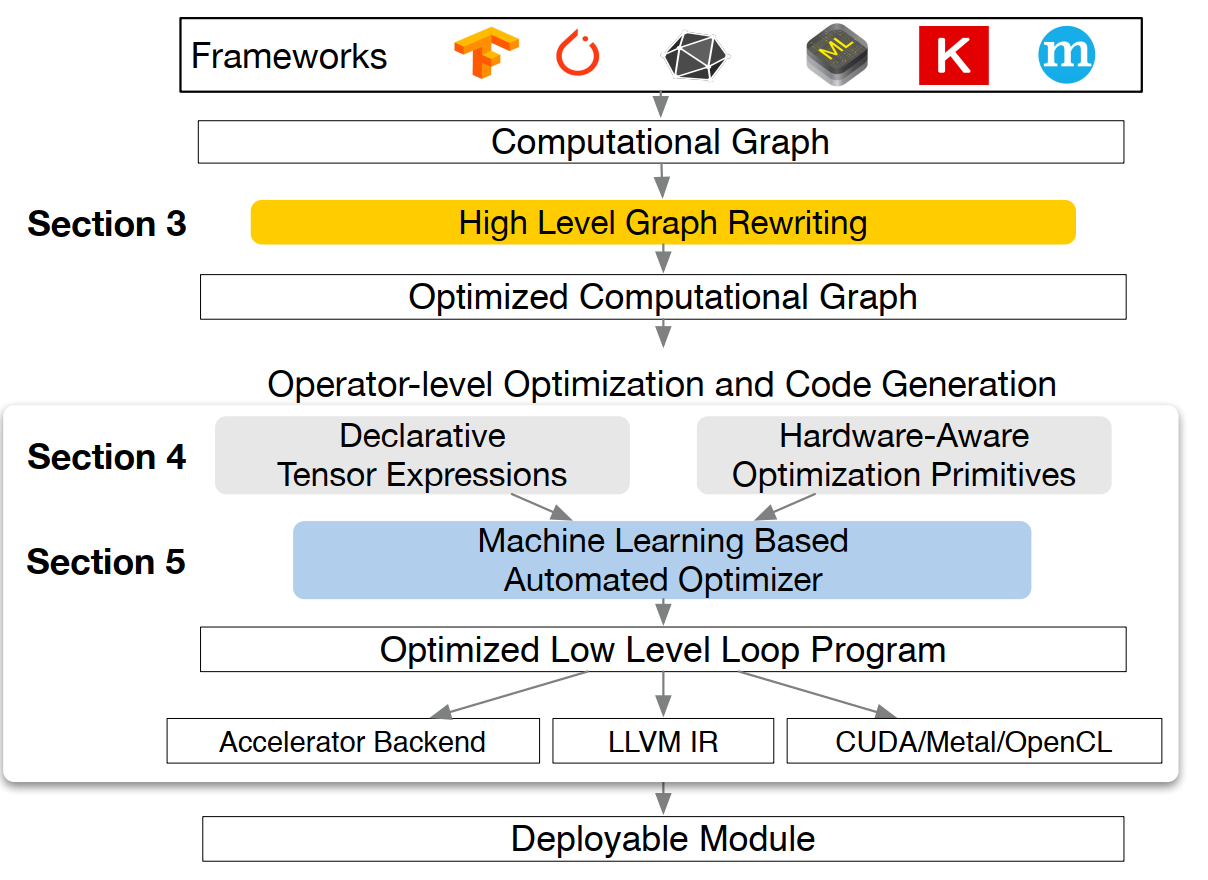 Frameworks
ML
K
m
Computational Graph
Section 3
High Level Graph Rewriting
Optimized Computational Graph
Operator-level Optimization and Code Generation
Section 4
Declarative
Tensor Expressions
Hardware-Aware
Optimization Primitives
Section 5
Machine Learning Based
Automated Optimizer
Optimized Low Level Loop Program
Accelerator Backend
LLVM IR
CUDA/Metal/OpenCL
Deployable Module